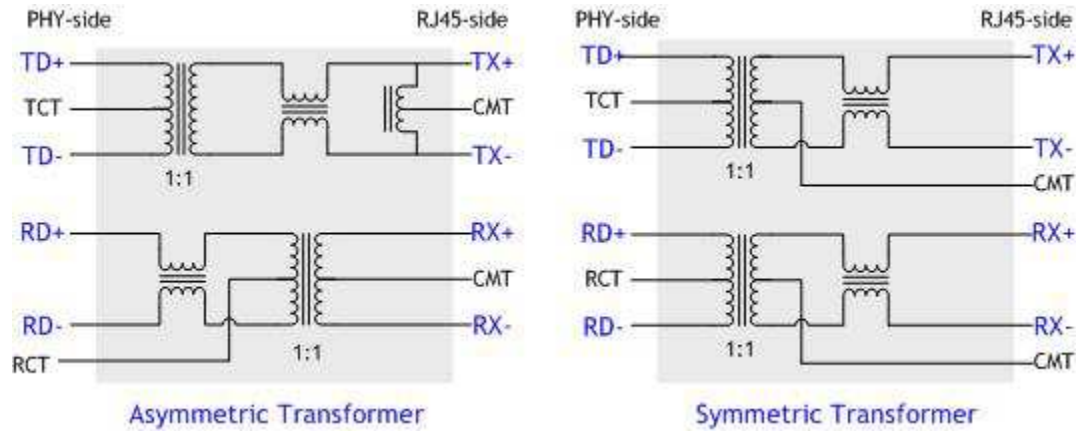 PHY-side RJ45-side
TD+ TX+
TCT CMT
TD- TX-
1:1
RD+ RX+
CMT
RD- RX-
RCT 1:1
Asymmetric Transformer
PHY-side RJ45-side
TD+ TX+
TCT
TD- TX-
1:1 CMT
RD+ RX+
RCT
RD- RX-
1:1 CMT
Symmetric Transformer